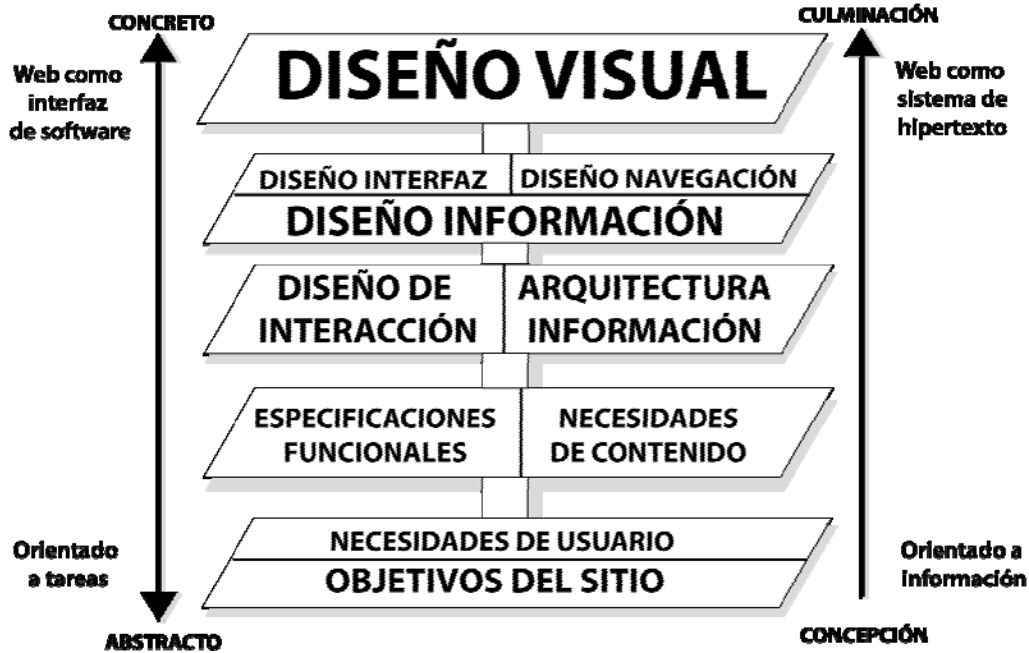 CONCRETO
CULMINACIÓN
Web como
interfaz
de software
DISEÑO VISUAL
Web como
sistema de
hipertexto
DISEÑO INTERFAZ
DISEÑO NAVEGACIÓN
DISEÑO INFORMACIÓN
DISEÑO DE
INTERACCIÓN
ARQUITECTURA
INFORMACIÓN
ESPECIFICACIONES
FUNCIONALES
NECESIDADES
DE CONTENIDO
Orientado
a tareas
NECESIDADES DE USUARIO
OBJETIVOS DEL SITIO
Orientado a
información
ABSTRACTO
CONCEPCIÓN